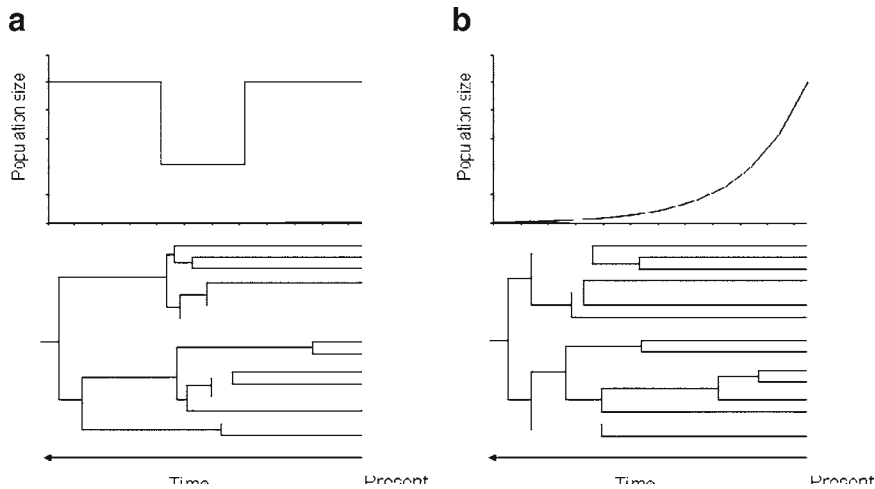 a
Population size
Time
Present
b
Population size
Time
Present